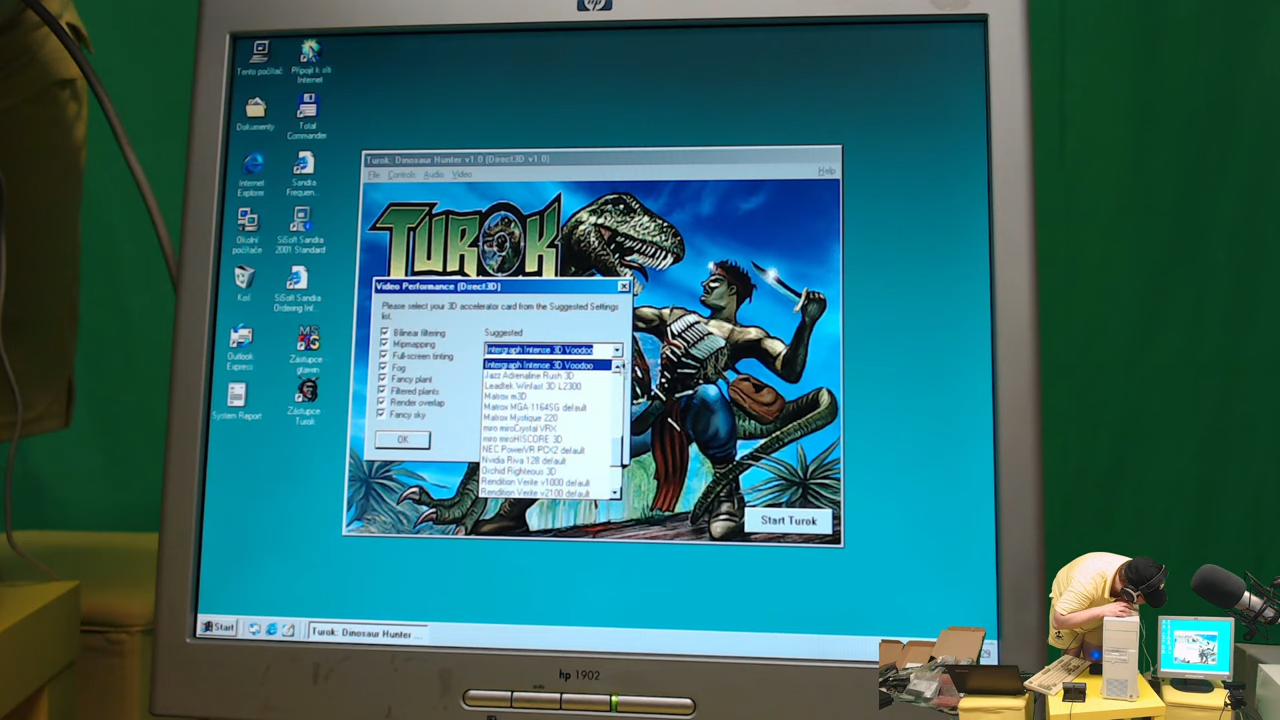 hp
Tento počítač
Připojit k síti
Internet
Dokumenty
Total
Commander
Internet
Explorer
Sandra
Frequen...
Okolní
počítače
SiSoft Sandra
2001 Standard
Koš
SiSoft Sandra
Ordering Inf...
Outlook
Express
Zástupce
System Report
Zástupce
Turok
Turok: Dinosaur Hunter v1.0 (Direct3D v1.0)
File Controls Audio Video Help
TUROK
Video Performance (Direct3D)
Please select your 3D accelerator card from the Suggested Settings
list.
Bilinear filtering
Mipmapping
Full-screen tinting
Fog
Fancy plant
Filtered plants
Render overlap
Fancy sky
OK
Suggested
Intergraph Intense 3D Voodoo
Intergraph Intense 3D Voodoo
Jazz Adrenaline Rush 3D
Leadtek Winfast 3D L2300
Matrox m3D
Matrox MGA-1164SG default
Matrox Mystique 220
miro miroCrystal VRX
miro miroHISCORE 3D
NEC PowerVR PCX2 default
Nvidia Riva 128 default
Orchid Righteous 3D
Rendition Verite v1000 default
Rendition Verite v2100 default
Start Turok
Start
Turok: Dinosaur Hunter ...
hp 1902